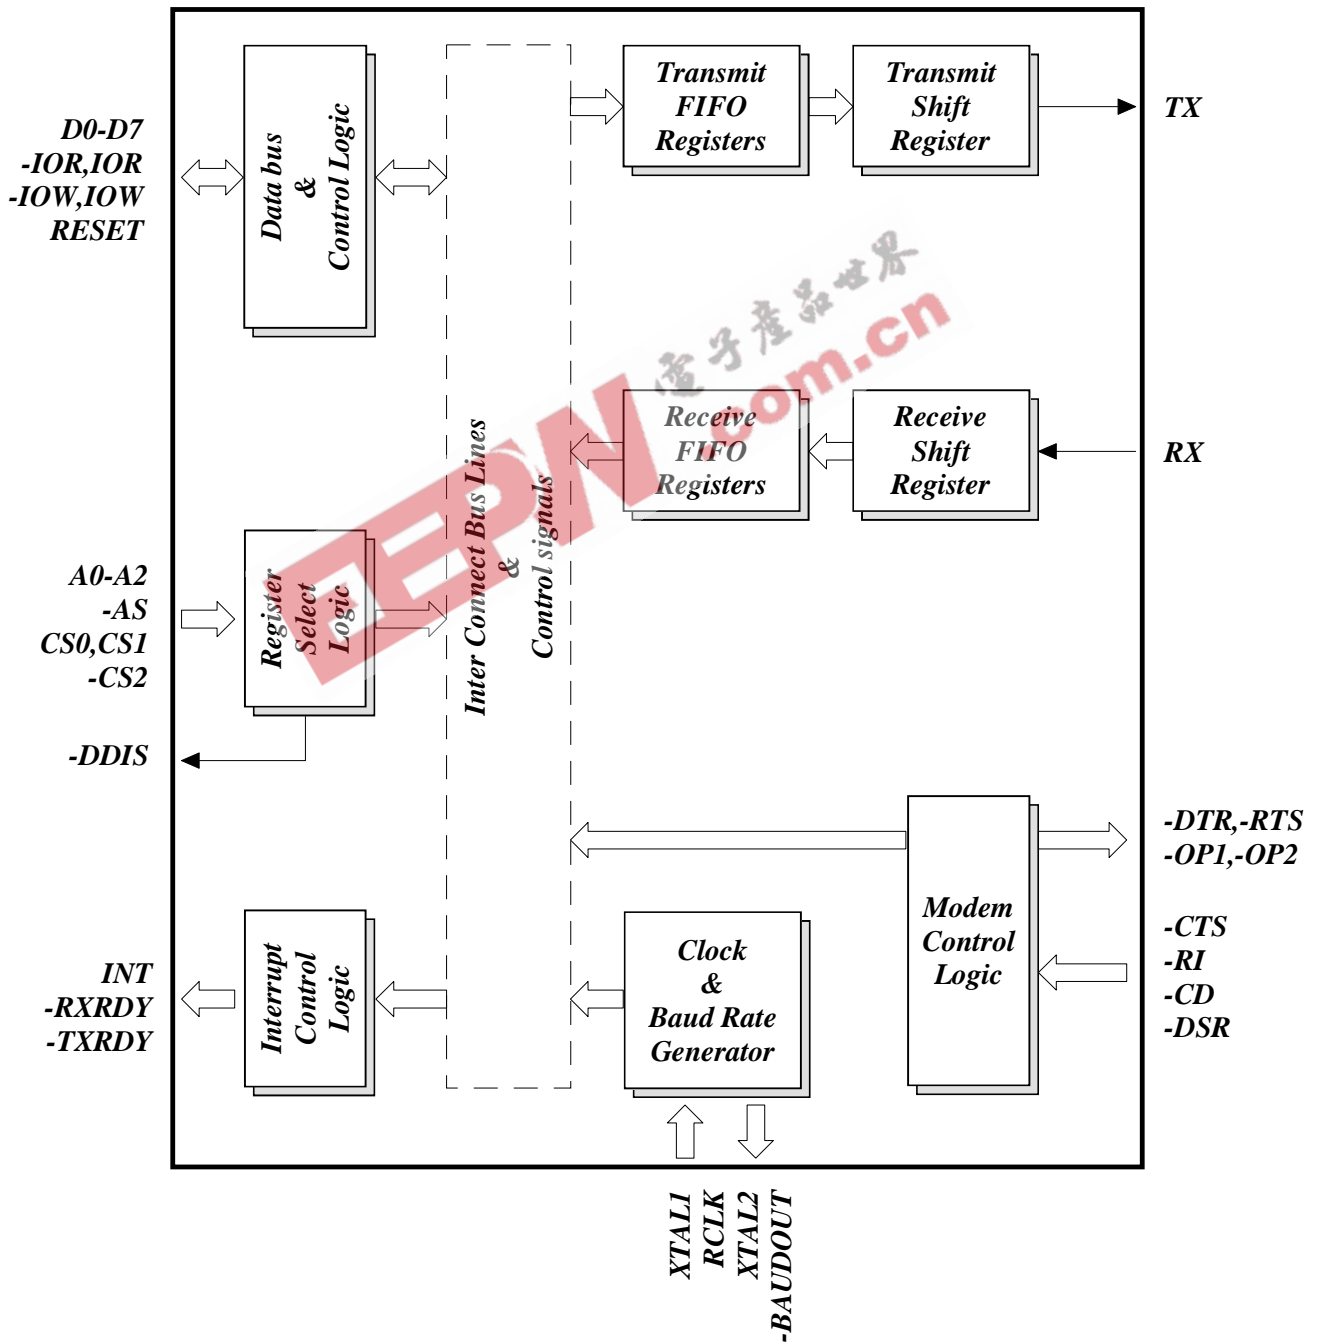 D0-D7
-IOR,IOR
-IOW,IOW
RESET
Data bus
&
Control Logic
Transmit
FIFO
Registers
Transmit
Shift
Register
TX
Inter Connect Bus Lines
&
Control signals
Receive
FIFO
Registers
Receive
Shift
Register
RX
電子產品世界
EEPW
.com.cn
A0-A2
-AS
CS0,CS1
-CS2
Register
Select
Logic
-DDIS
-DTR,-RTS
-OP1,-OP2
Modem
Control
Logic
-CTS
-RI
-CD
-DSR
INT
-RXRDY
-TXRDY
Interrupt
Control
Logic
Clock
&
Baud Rate
Generator
XTAL1
RCLK
XTAL2
-BAUDOUT